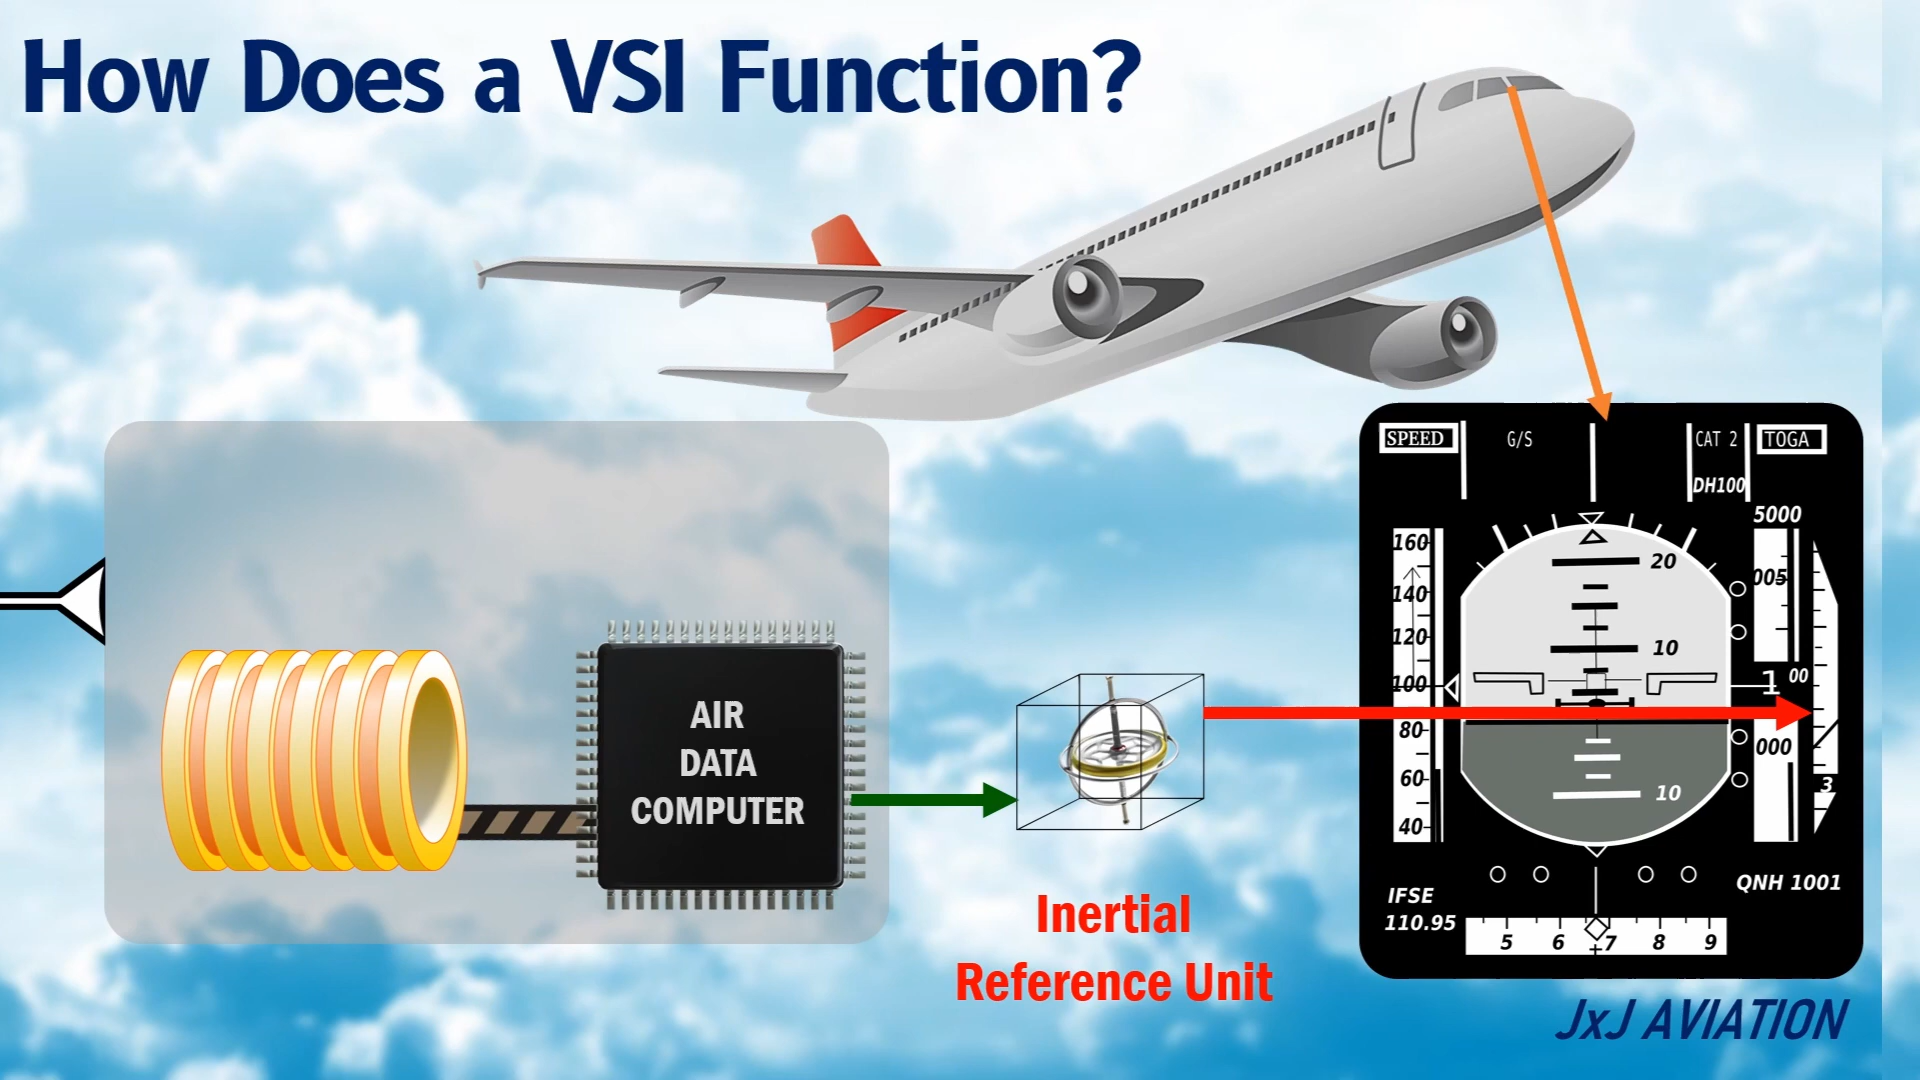 How Does a VSI Function?
SPEED
G/S
CAT 2
TOGA
DH100
5000
160
140
120
100
80
60
40
20
10
10
005
1 00
000
3
AIR
DATA
COMPUTER
Inertial
Reference Unit
IFSE
110.95
QNH 1001
5 6 7 8 9
JxJ AVIATION